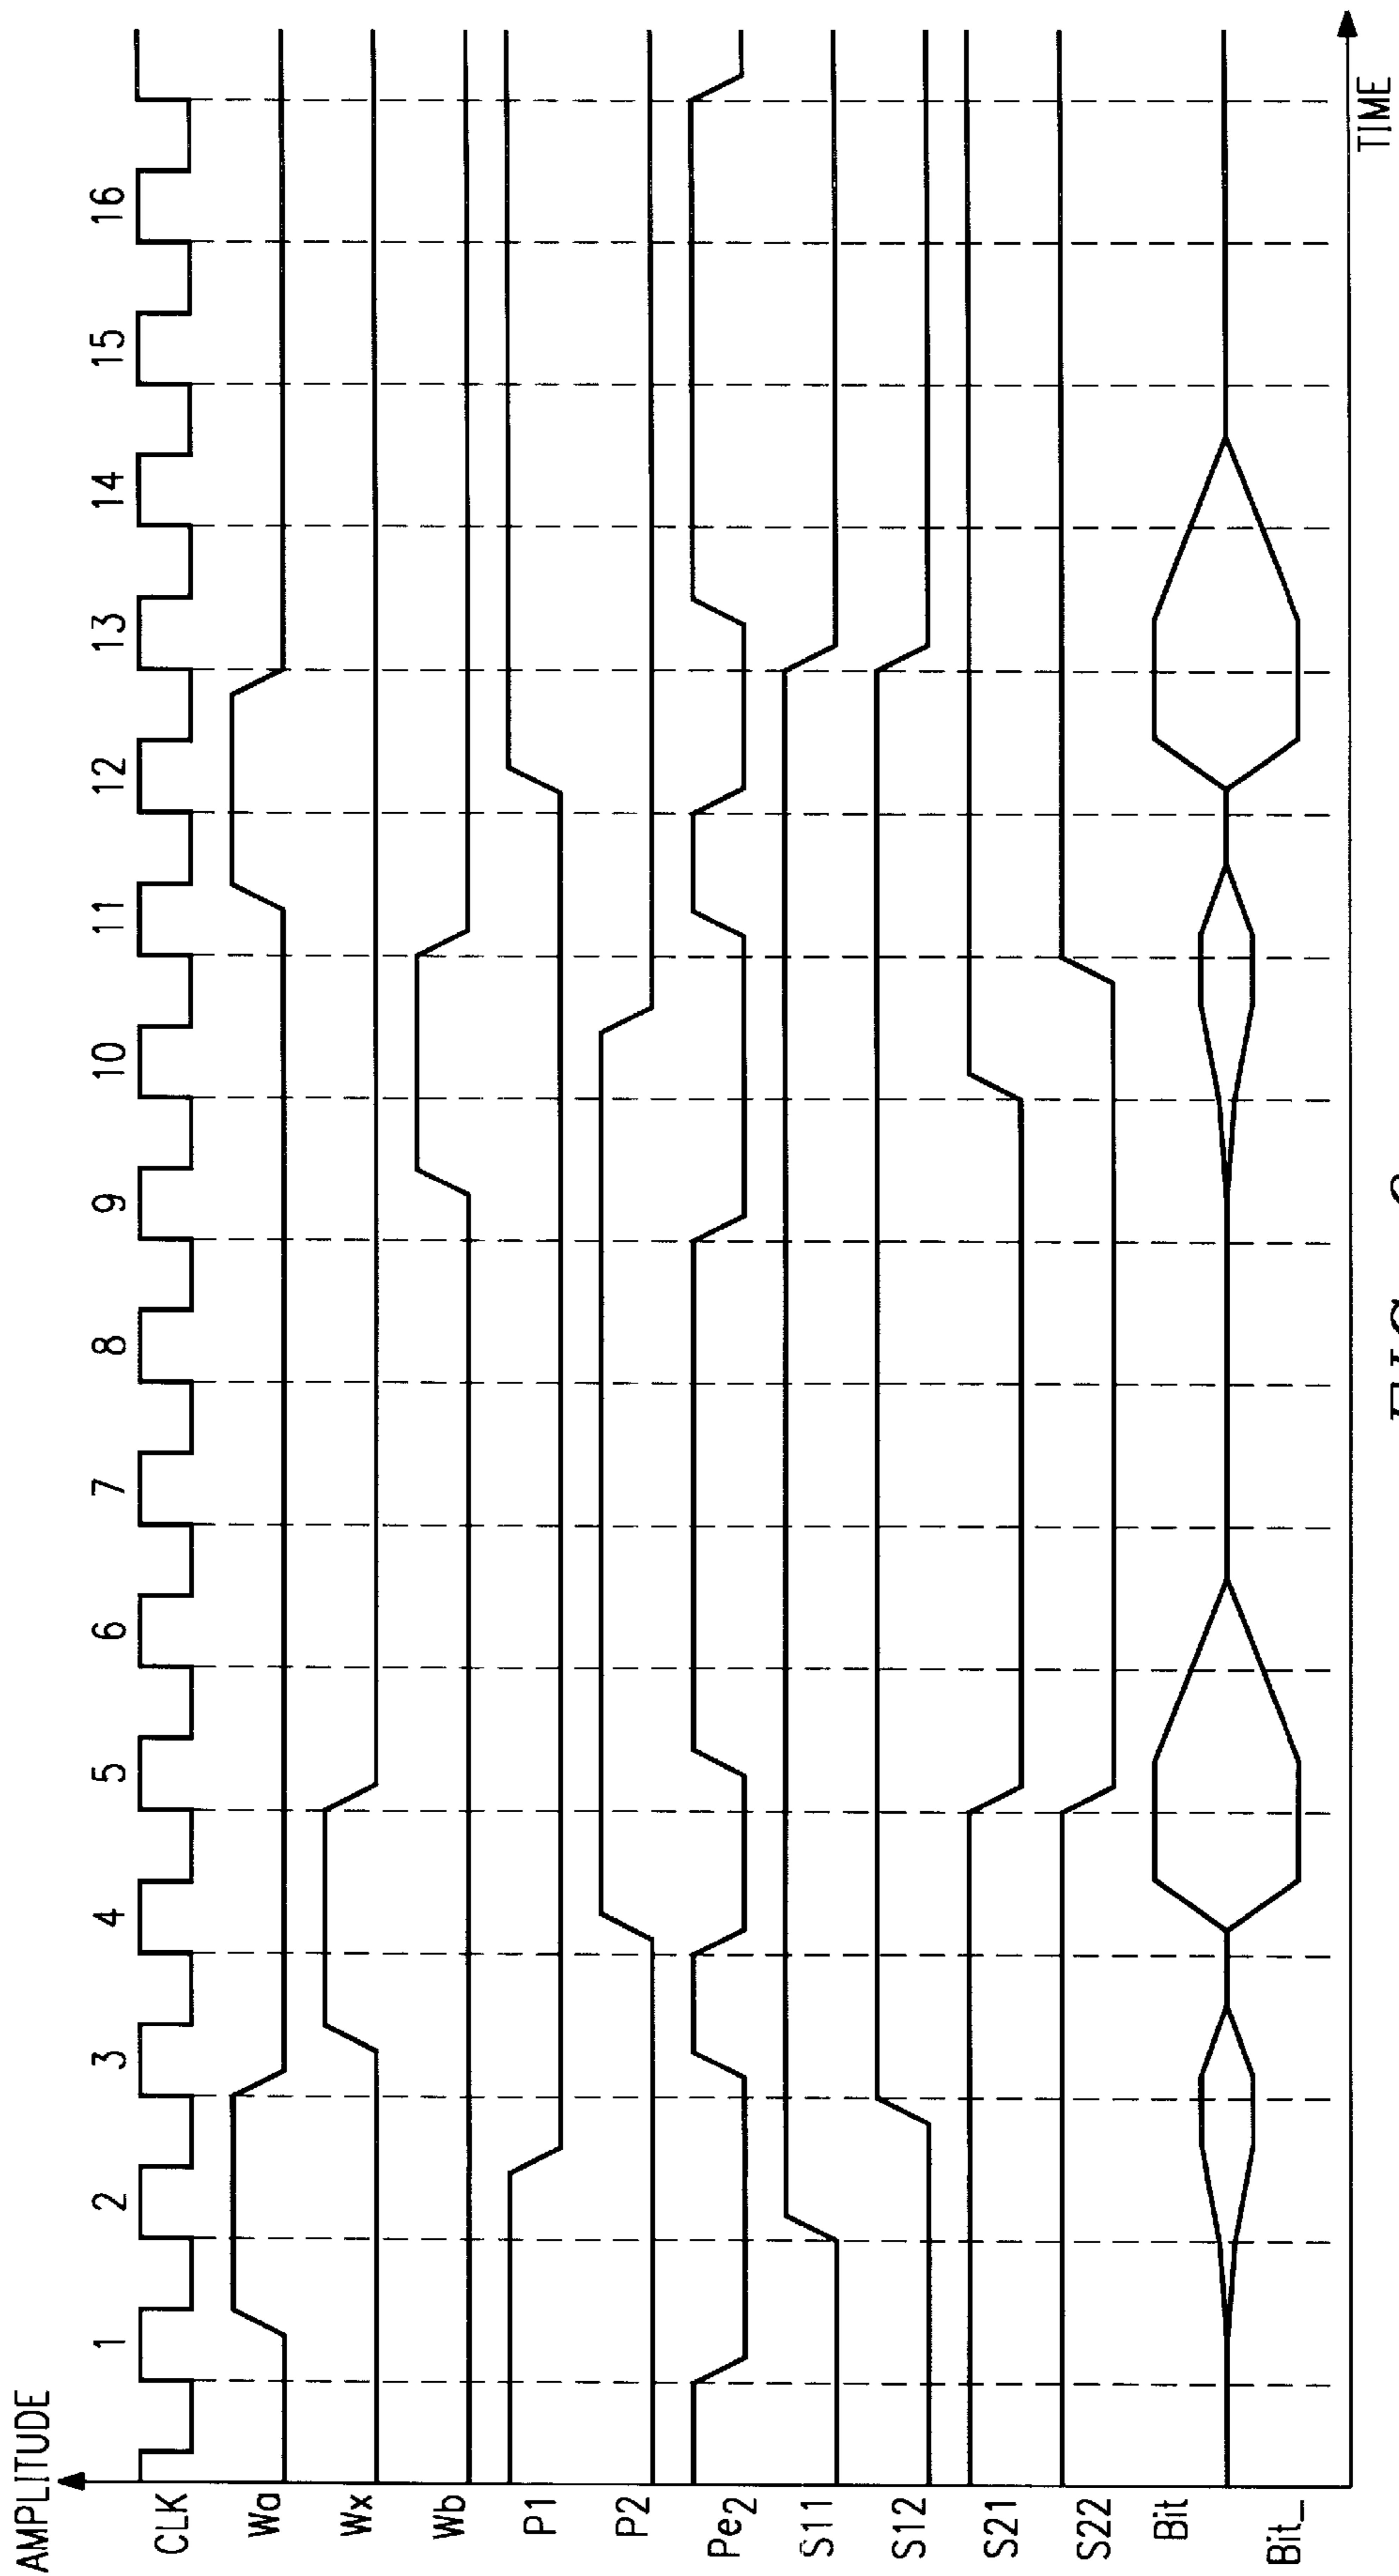 AMPLITUDE
1 2 3 4 5 6 7 8 9 10 11 12 13 14 15 16
CLK
Wa
Wx
Wb
P1
P2
Pe2
S11
S12
S21
S22
Bit
Bit_
TIME